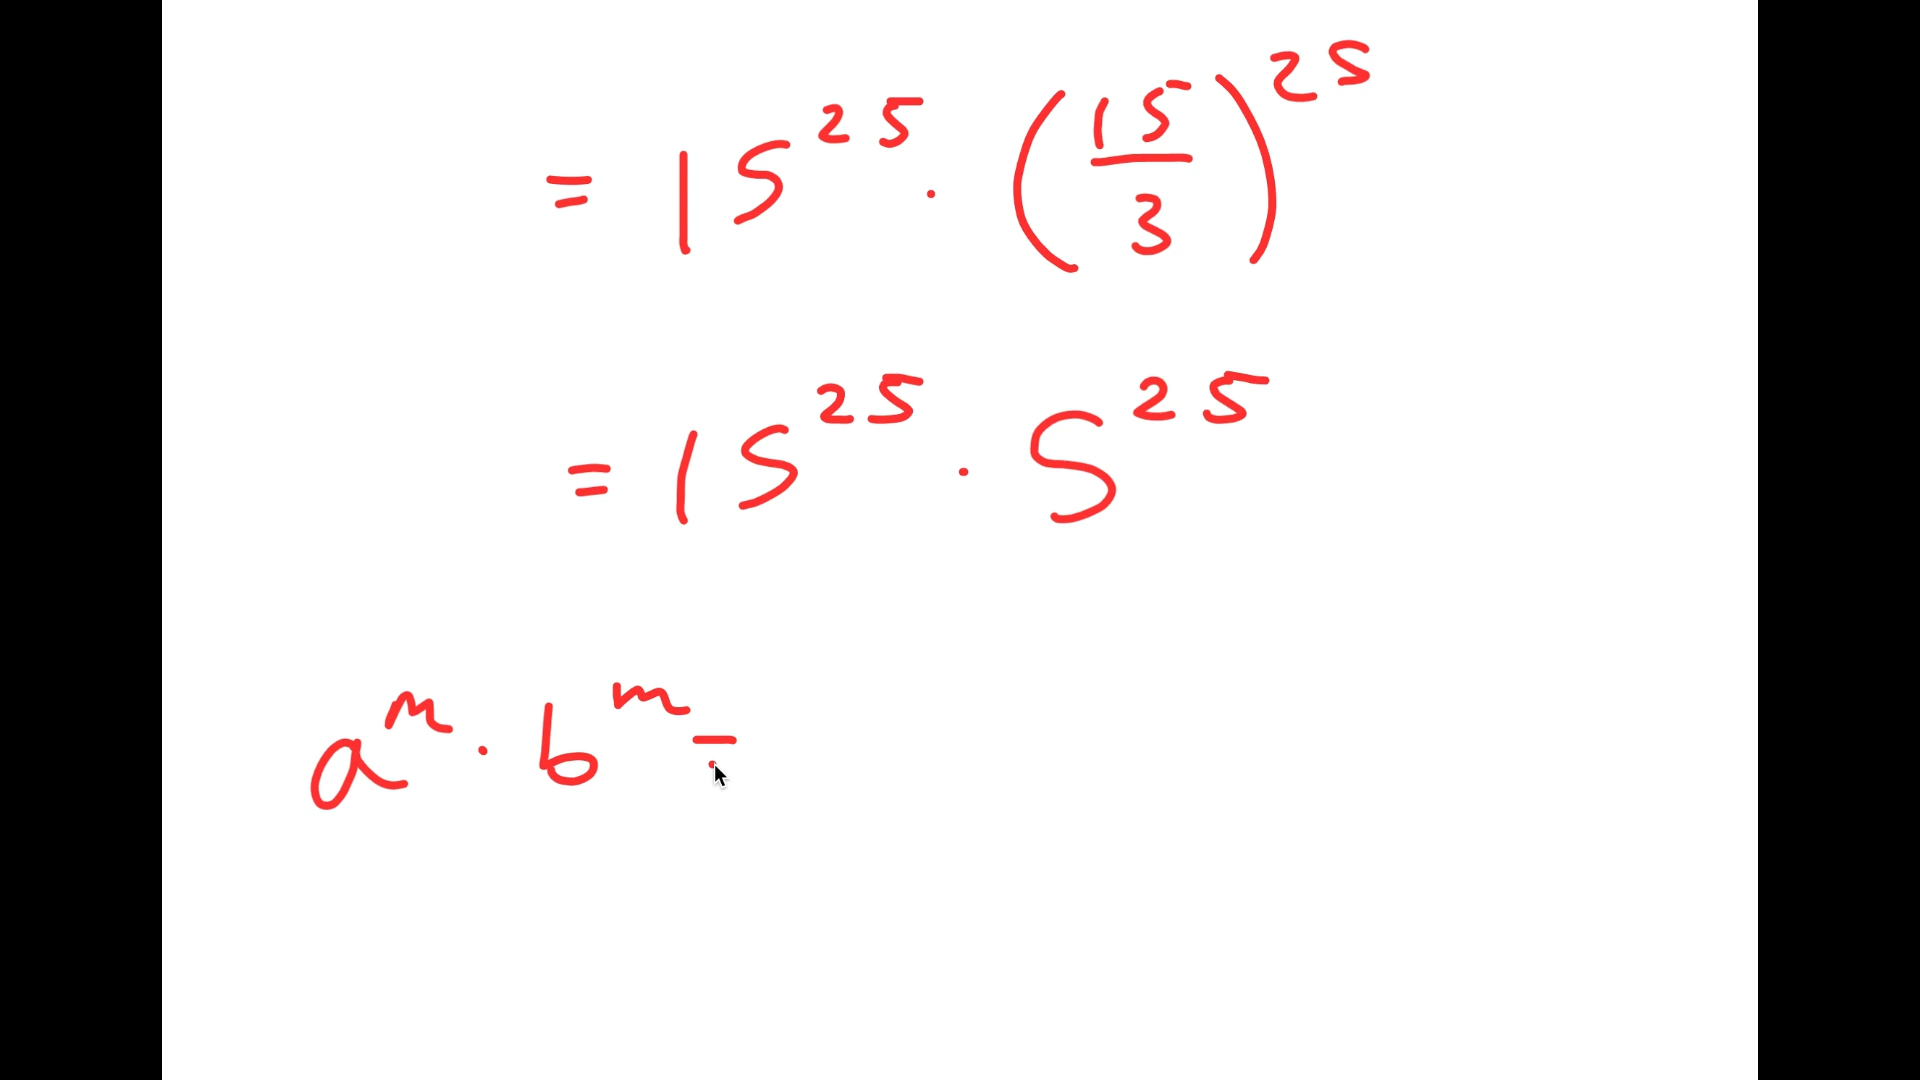 = 15^25 · (15/3)^25
= 15^25 · 5^25
a^m · b^m =